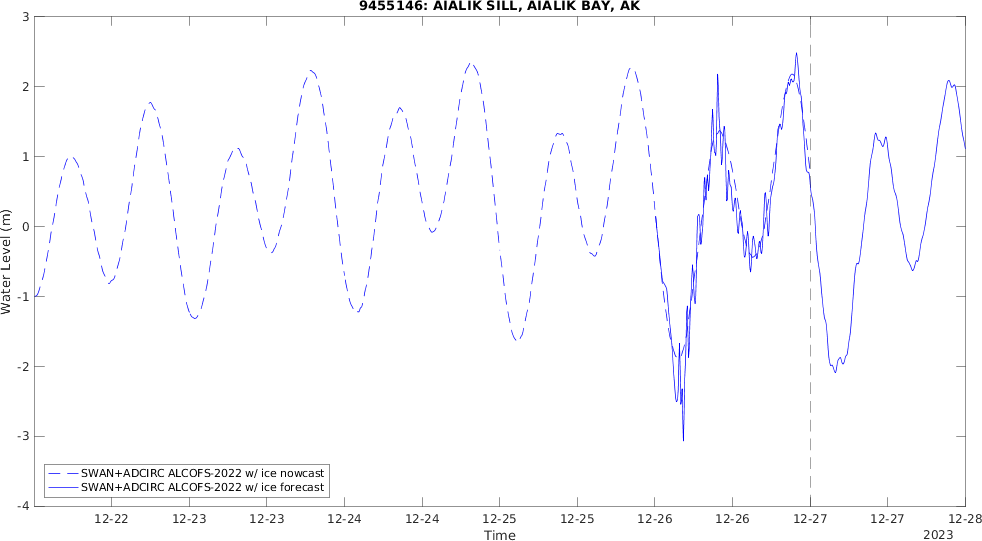 9455146: AIALIK SILL, AIALIK BAY, AK
3
2
1
0
-1
-2
-3
-4
Water Level (m)
SWAN+ADCIRC ALCOFS-2022 w/ ice nowcast
SWAN+ADCIRC ALCOFS-2022 w/ ice forecast
12-22 12-23 12-23 12-24 12-24 12-25 12-25 12-26 12-26 12-27 12-27 12-28
Time
2023